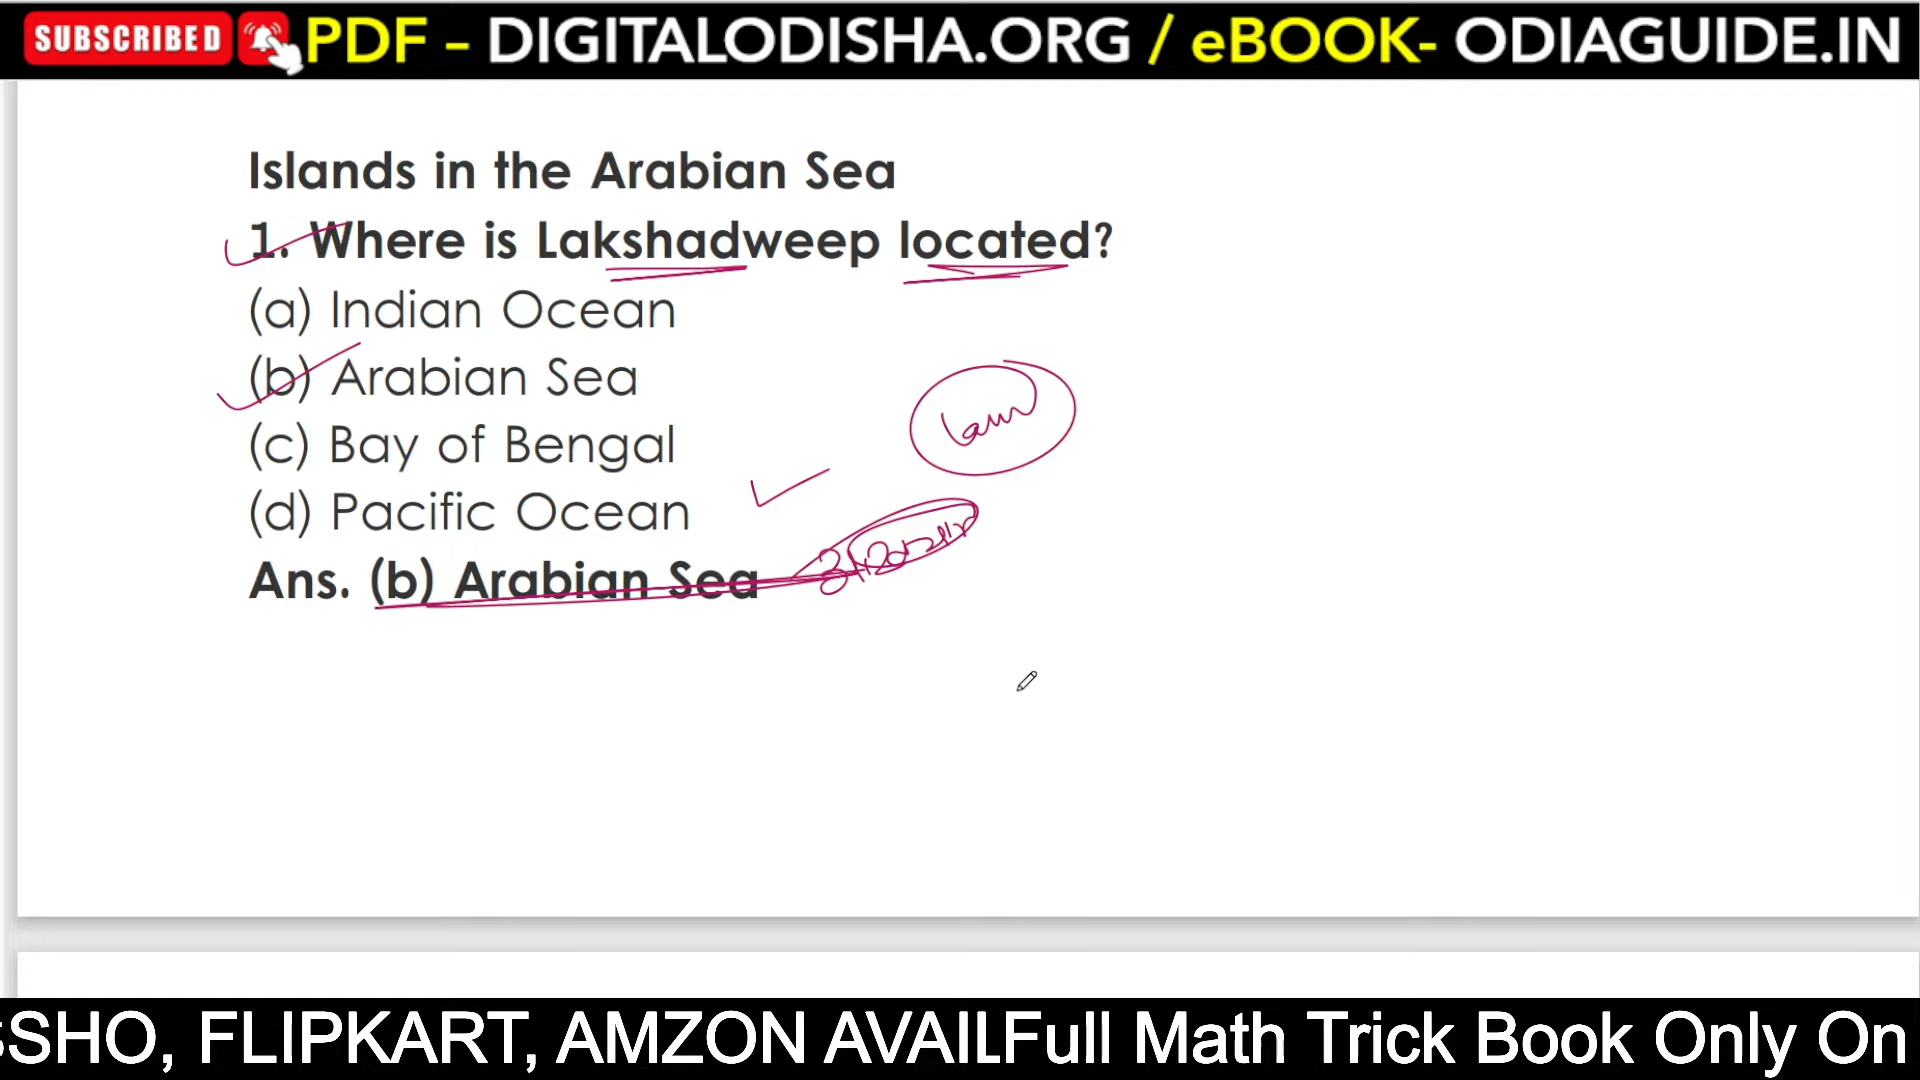 SUBSCRIBED PDF – DIGITALODISHA.ORG / eBOOK- ODIAGUIDE.IN
Islands in the Arabian Sea
1. Where is Lakshadweep located?
(a) Indian Ocean
(b) Arabian Sea
(c) Bay of Bengal
(d) Pacific Ocean
Ans. (b) Arabian Sea
SHO, FLIPKART, AMZON AVAILFull Math Trick Book Only On